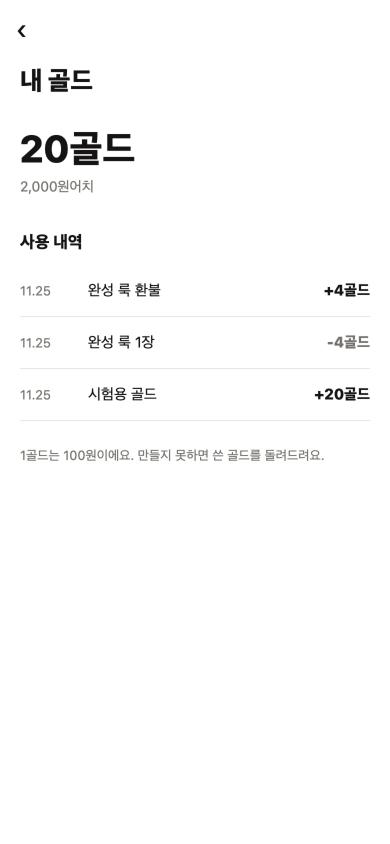 내 골드
20골드
2,000원어치
사용 내역
11.25 완성 룩 환불 +4골드
11.25 완성 룩 1장 -4골드
11.25 시험용 골드 +20골드
1골드는 100원이에요. 만들지 못하면 쓴 골드를 돌려드려요.